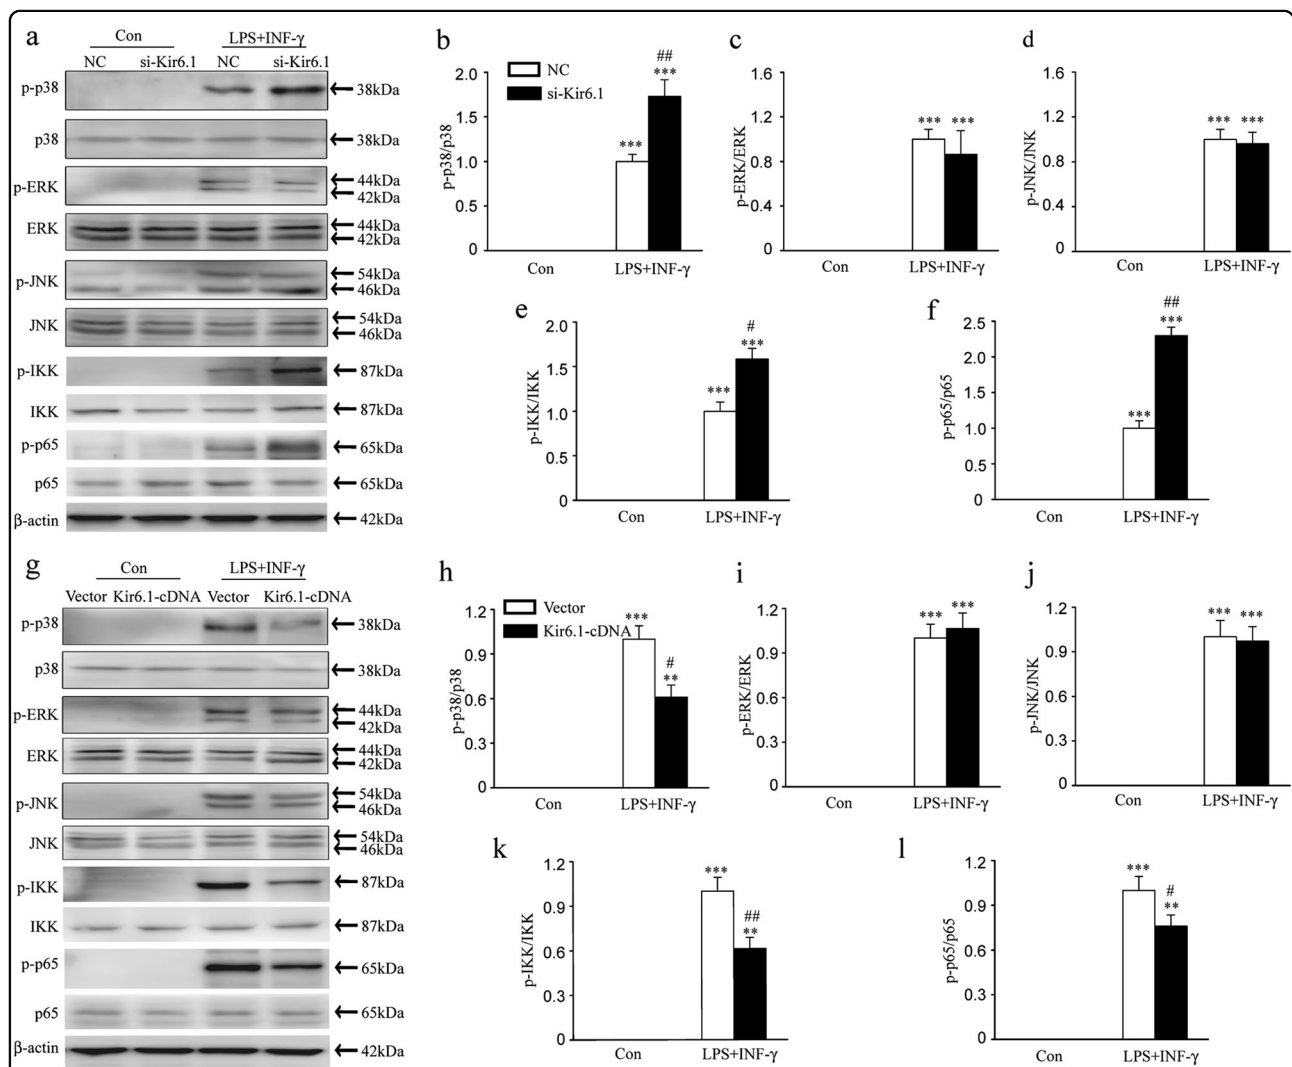 a
Con
LPS+INF-γ
NC
si-Kir6.1
NC
si-Kir6.1
p-p38
38kDa
p38
38kDa
p-ERK
44kDa
42kDa
ERK
44kDa
42kDa
p-JNK
54kDa
46kDa
JNK
54kDa
46kDa
p-IKK
87kDa
IKK
87kDa
p-p65
65kDa
p65
65kDa
β-actin
42kDa
b
NC
si-Kir6.1
p-p38/p38
2.0
1.5
1.0
0.5
0
***
##
***
Con
LPS+INF-γ
c
p-ERK/ERK
1.6
1.2
0.8
0.4
0
***
***
Con
LPS+INF-γ
d
p-JNK/JNK
1.6
1.2
0.8
0.4
0
***
***
Con
LPS+INF-γ
e
p-IKK/IKK
2.0
1.5
1.0
0.5
0
***
#
***
Con
LPS+INF-γ
f
p-p65/p65
2.5
2.0
1.5
1.0
0.5
0
***
##
***
Con
LPS+INF-γ
g
Con
LPS+INF-γ
Vector
Kir6.1-cDNA
Vector
Kir6.1-cDNA
p-p38
38kDa
p38
38kDa
p-ERK
44kDa
42kDa
ERK
44kDa
42kDa
p-JNK
54kDa
46kDa
JNK
54kDa
46kDa
p-IKK
87kDa
IKK
87kDa
p-p65
65kDa
p65
65kDa
β-actin
42kDa
h
Vector
Kir6.1-cDNA
p-p38/p38
1.2
0.9
0.6
0.3
0
***
#
**
Con
LPS+INF-γ
i
p-ERK/ERK
1.2
0.9
0.6
0.3
0
***
***
Con
LPS+INF-γ
j
p-JNK/JNK
1.2
0.9
0.6
0.3
0
***
***
Con
LPS+INF-γ
k
p-IKK/IKK
1.2
0.9
0.6
0.3
0
***
##
**
Con
LPS+INF-γ
l
p-p65/p65
1.2
0.9
0.6
0.3
0
***
#
**
Con
LPS+INF-γ